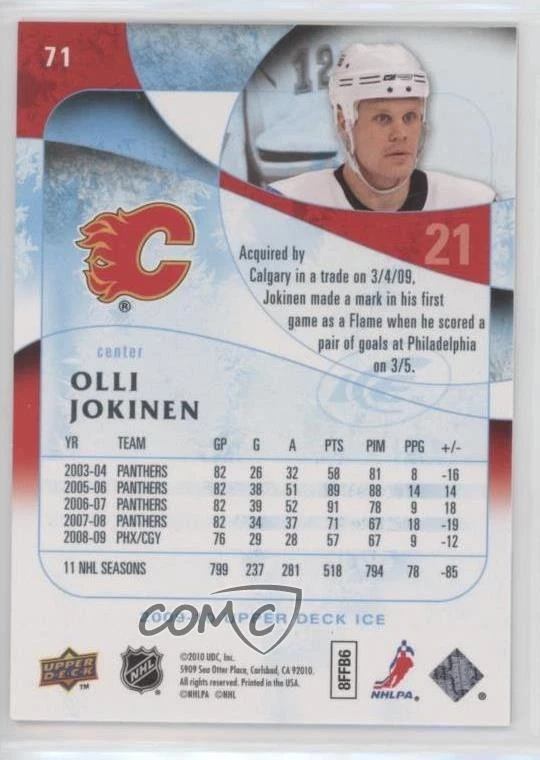 71
12
21
C
®
Acquired by
Calgary in a trade on 3/4/09,
Jokinen made a mark in his first
game as a Flame when he scored a
pair of goals at Philadelphia
on 3/5.
ICE
center
OLLI
JOKINEN
YR TEAM GP G A PTS PIM PPG +/-
2003-04 PANTHERS 82 26 32 58 81 8 -16
2005-06 PANTHERS 82 38 51 89 88 14 14
2006-07 PANTHERS 82 39 52 91 78 9 18
2007-08 PANTHERS 82 34 37 71 67 18 -19
2008-09 PHX/CGY 76 29 28 57 67 9 -12
11 NHL SEASONS 799 237 281 518 794 78 -85
COMC
UPPER DECK ICE
UPPER DECK TM
NHL
©2010 UDC, Inc.
5909 Sea Otter Place, Carlsbad, CA 92010.
All rights reserved. Printed in the USA.
©NHLPA ©NHL
8FFB6
NHLPA.
®